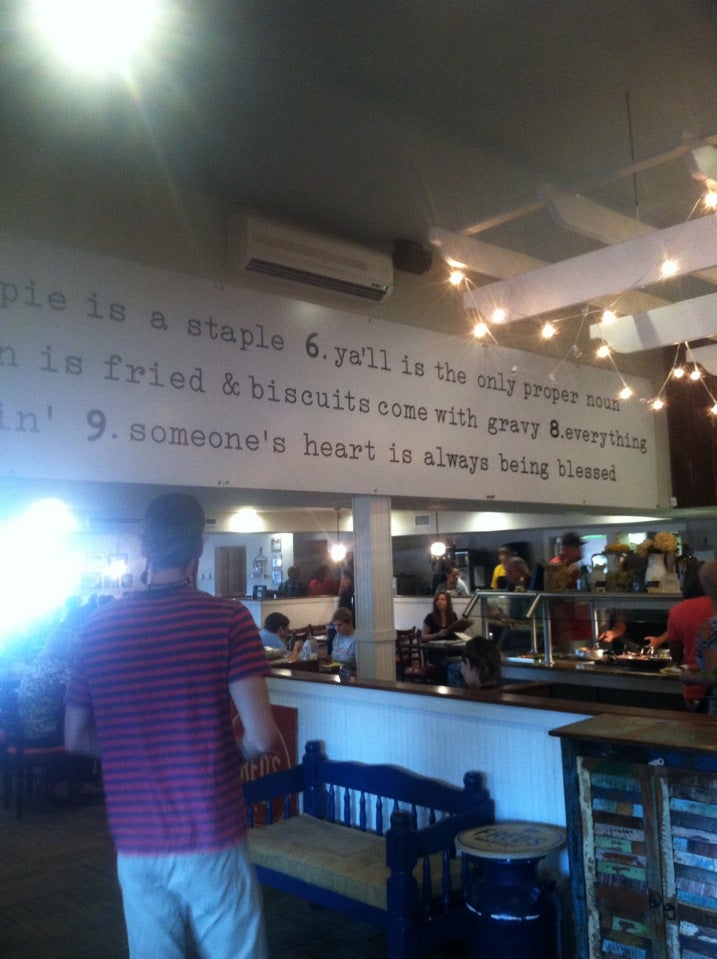 pie is a staple 6. ya'll is the only proper noun
is fried & biscuits come with gravy 8. everything
in' 9. someone's heart is always being blessed
FRED'S